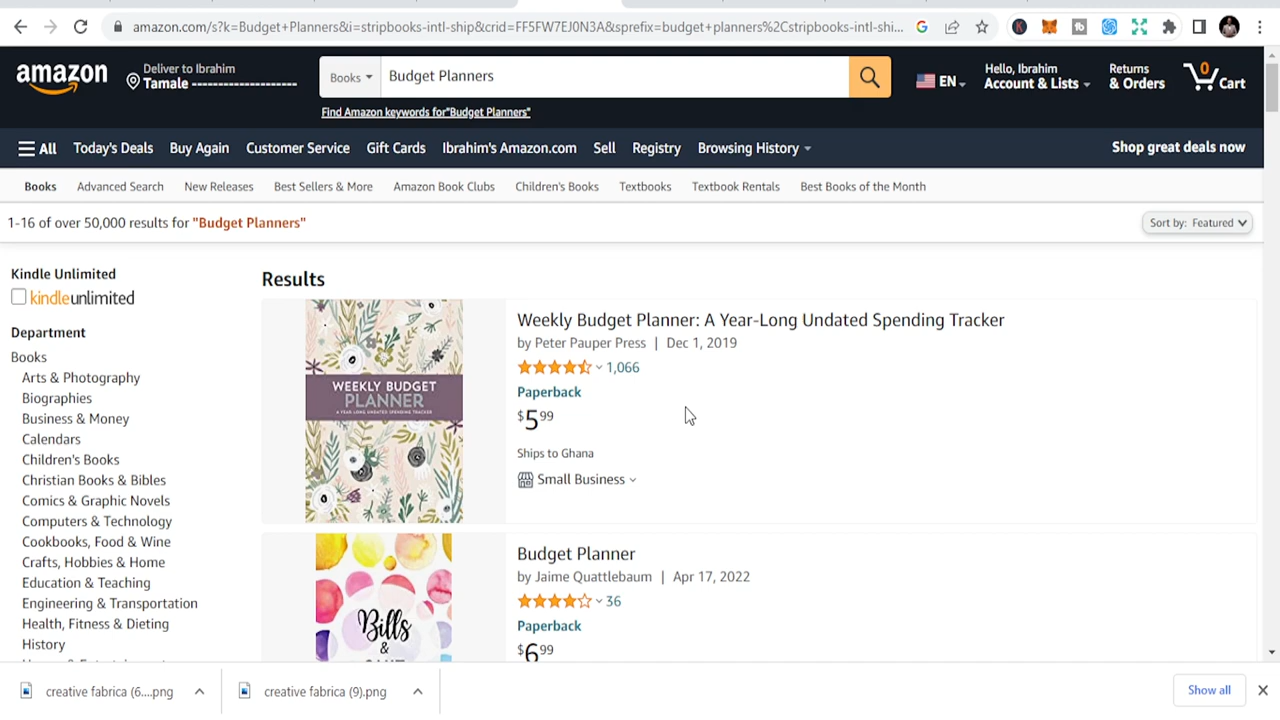 amazon.com/s?k=Budget+Planners&i=stripbooks-intl-ship&crid=FF5FW7EJ0N3A&sprefix=budget+planners%2Cstripbooks-intl-shi...
amazon
Deliver to Ibrahim
Tamale
Books
Budget Planners
Find Amazon keywords for"Budget Planners"
EN
Hello, Ibrahim
Account & Lists
Returns
& Orders
0
Cart
All
Today's Deals
Buy Again
Customer Service
Gift Cards
Ibrahim's Amazon.com
Sell
Registry
Browsing History
Shop great deals now
Books
Advanced Search
New Releases
Best Sellers & More
Amazon Book Clubs
Children's Books
Textbooks
Textbook Rentals
Best Books of the Month
1-16 of over 50,000 results for "Budget Planners"
Sort by: Featured
Kindle Unlimited
kindleunlimited
Department
Books
Arts & Photography
Biographies
Business & Money
Calendars
Children's Books
Christian Books & Bibles
Comics & Graphic Novels
Computers & Technology
Cookbooks, Food & Wine
Crafts, Hobbies & Home
Education & Teaching
Engineering & Transportation
Health, Fitness & Dieting
History
Results
WEEKLY BUDGET
PLANNER
A YEAR-LONG UNDATED SPENDING TRACKER
Weekly Budget Planner: A Year-Long Undated Spending Tracker
by Peter Pauper Press | Dec 1, 2019
1,066
Paperback
$5 99
Ships to Ghana
Small Business
Bills
&
Budget Planner
by Jaime Quattlebaum | Apr 17, 2022
36
Paperback
$6 99
creative fabrica (6....png
creative fabrica (9).png
Show all